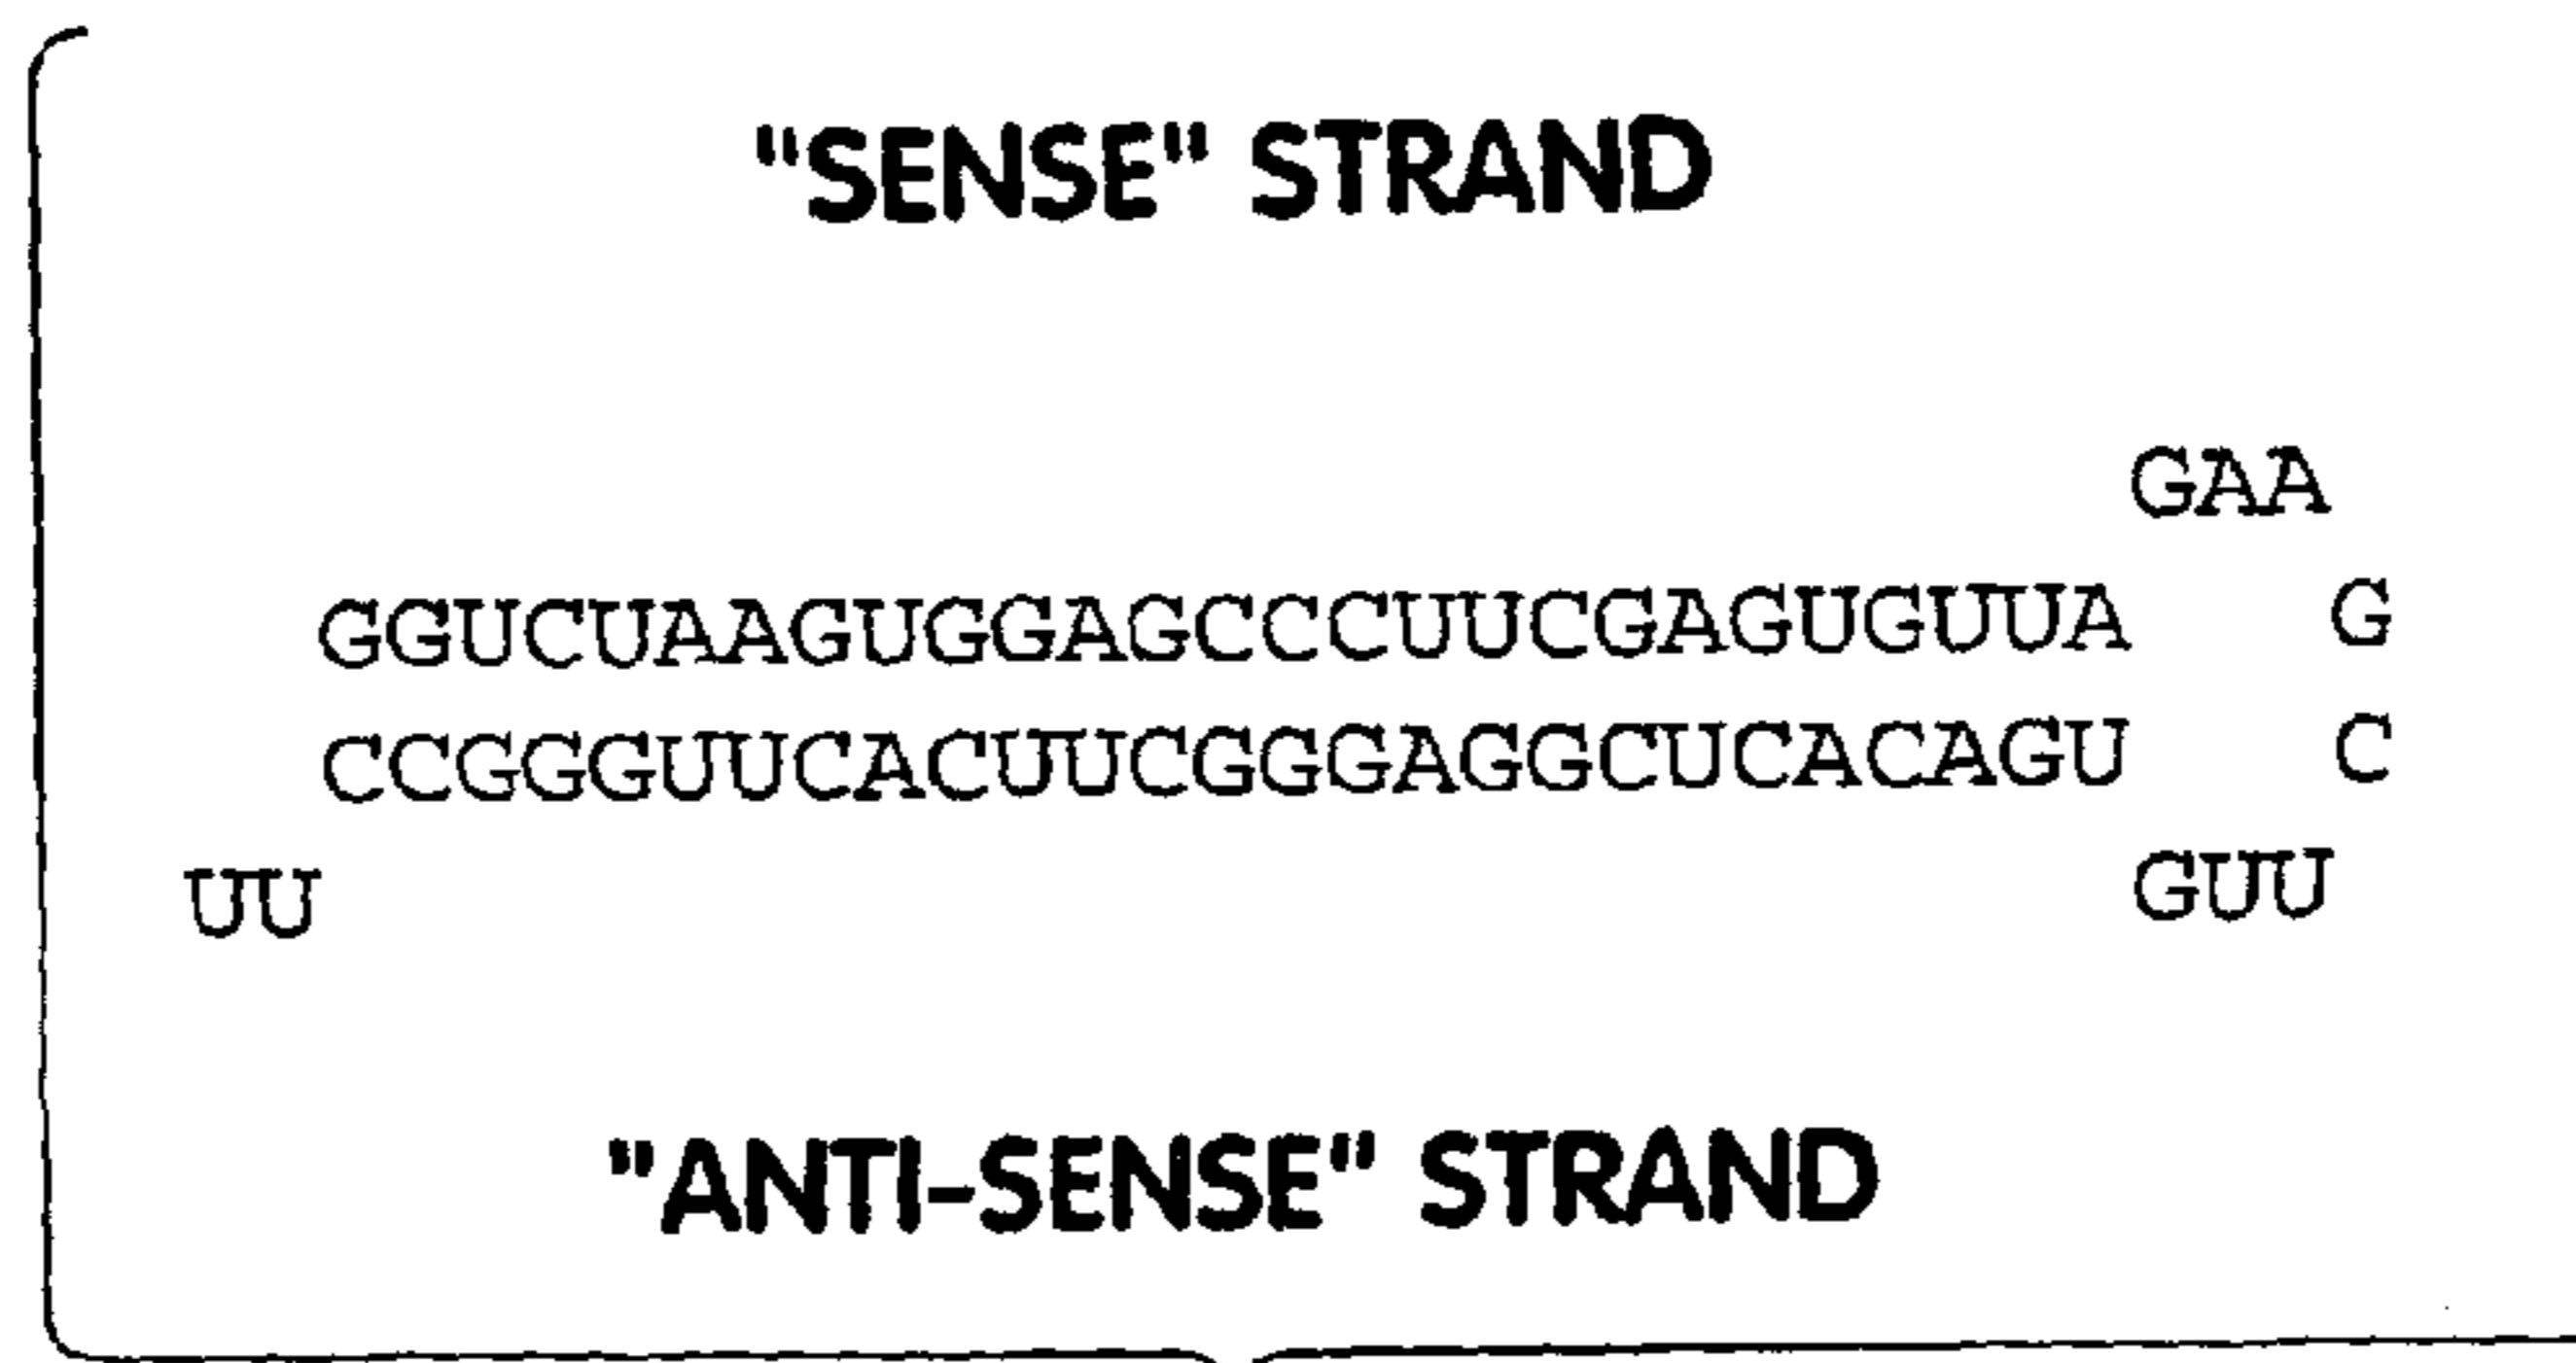 "SENSE" STRAND
GAA
GGUCUAAGUGGAGCCCUUCGAGUGUUA G
CCGGGUUCACUUCGGGAGGCUCACAGU C
UU GUU
"ANTI-SENSE" STRAND